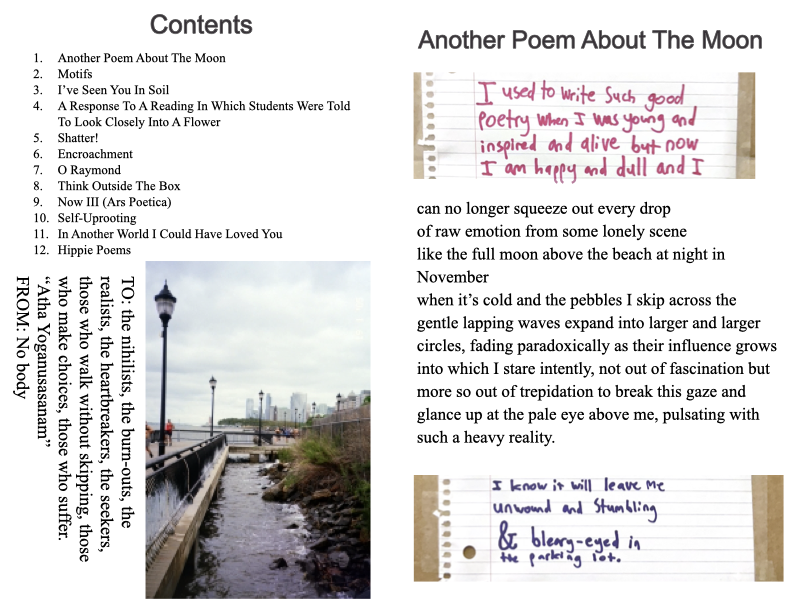 Contents
1. Another Poem About The Moon
2. Motifs
3. I've Seen You In Soil
4. A Response To A Reading In Which Students Were Told
To Look Closely Into A Flower
5. Shatter!
6. Encroachment
7. O Raymond
8. Think Outside The Box
9. Now III (Ars Poetica)
10. Self-Uprooting
11. In Another World I Could Have Loved You
12. Hippie Poems
TO: the nihilists, the burn-outs, the
realists, the heartbreakers, the seekers,
those who walk without skipping, those
who make choices, those who suffer.
“Atha Yoganusasanam”
FROM: No body
Another Poem About The Moon
I used to write such good
poetry when I was young and
inspired and alive but now
I am happy and dull and I
can no longer squeeze out every drop
of raw emotion from some lonely scene
like the full moon above the beach at night in
November
when it's cold and the pebbles I skip across the
gentle lapping waves expand into larger and larger
circles, fading paradoxically as their influence grows
into which I stare intently, not out of fascination but
more so out of trepidation to break this gaze and
glance up at the pale eye above me, pulsating with
such a heavy reality.
I know it will leave me
unwound and stumbling
& bleary-eyed in
the parking lot.